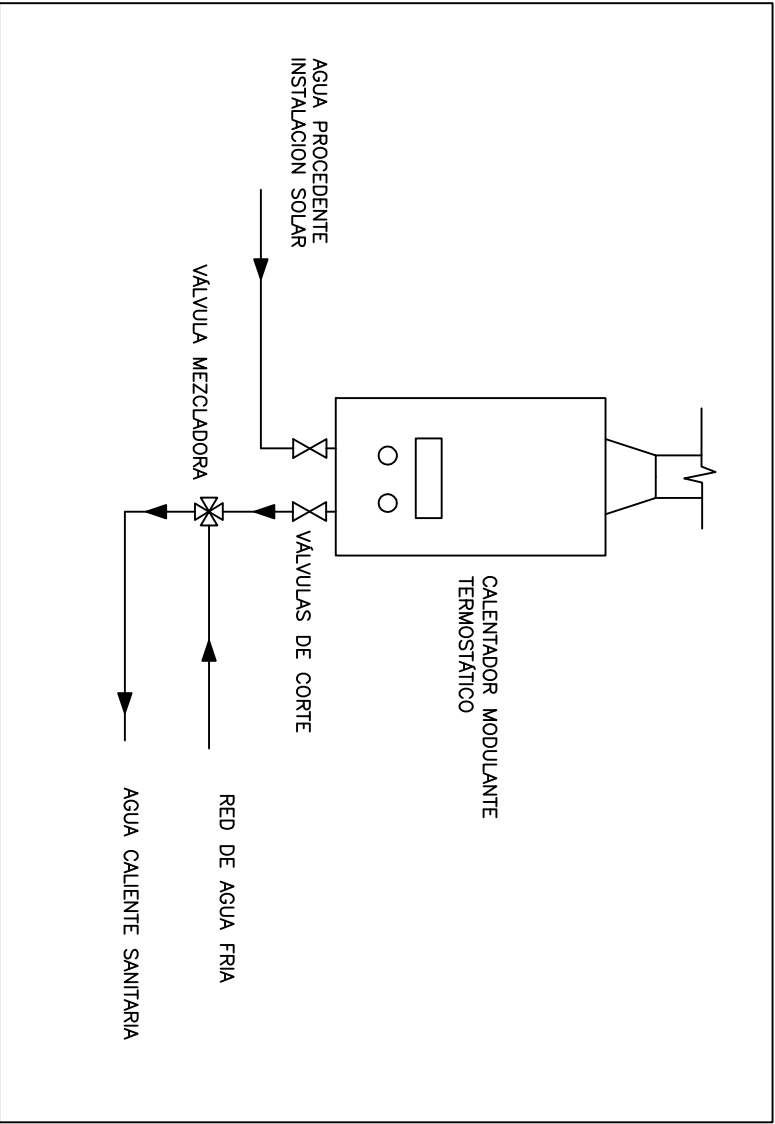 CALENTADOR MODULANTE
TERMOSTÁTICO
AGUA PROCEDENTE
INSTALACION SOLAR
VÁLVULAS DE CORTE
VÁLVULA MEZCLADORA
RED DE AGUA FRIA
AGUA CALIENTE SANITARIA